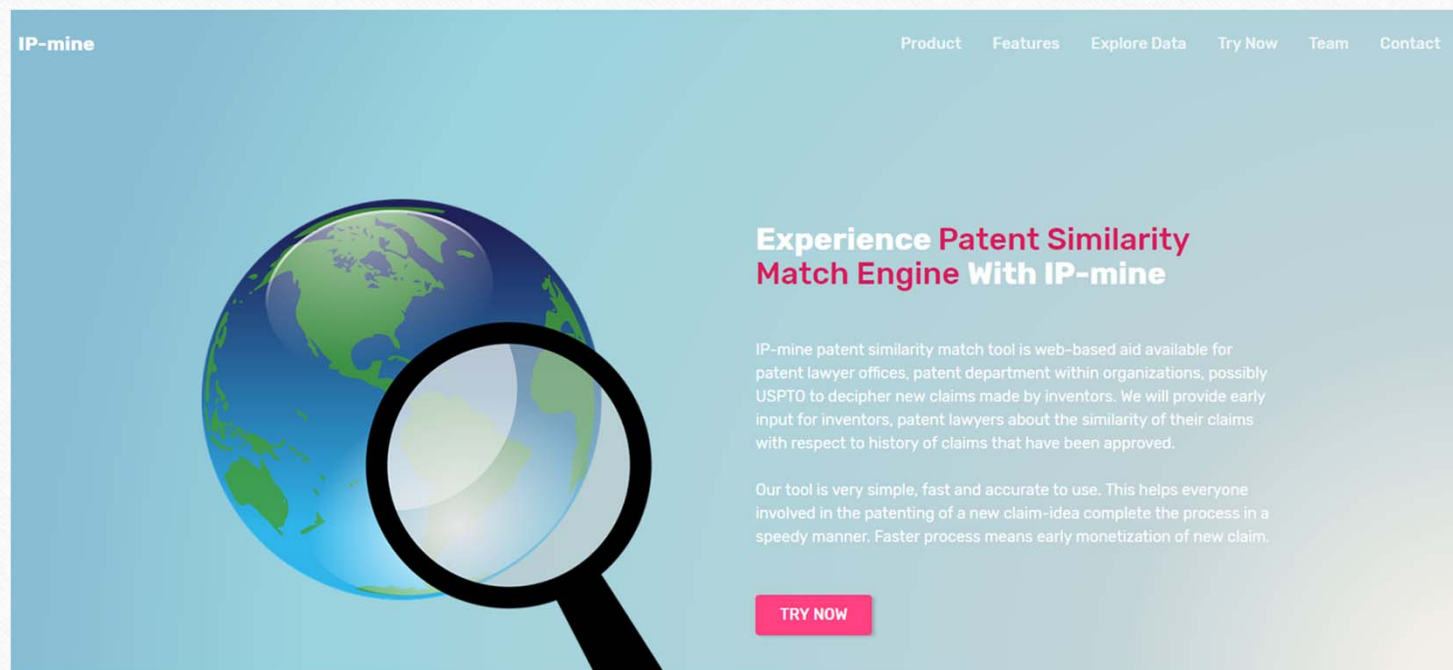 IP-mine
Product Features Explore Data Try Now Team Contact
Experience Patent Similarity
Match Engine With IP-mine
IP-mine patent similarity match tool is web-based aid available for
patent lawyer offices, patent department within organizations, possibly
USPTO to decipher new claims made by inventors. We will provide early
input for inventors, patent lawyers about the similarity of their claims
with respect to history of claims that have been approved.
Our tool is very simple, fast and accurate to use. This helps everyone
involved in the patenting of a new claim-idea complete the process in a
speedy manner. Faster process means early monetization of new claim.
TRY NOW